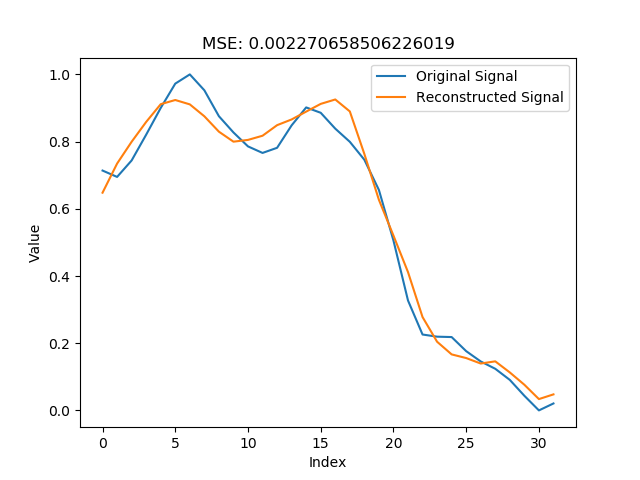 MSE: 0.002270658506226019
Original Signal
Reconstructed Signal
1.0
0.8
0.6
0.4
0.2
0.0
Value
0 5 10 15 20 25 30
Index